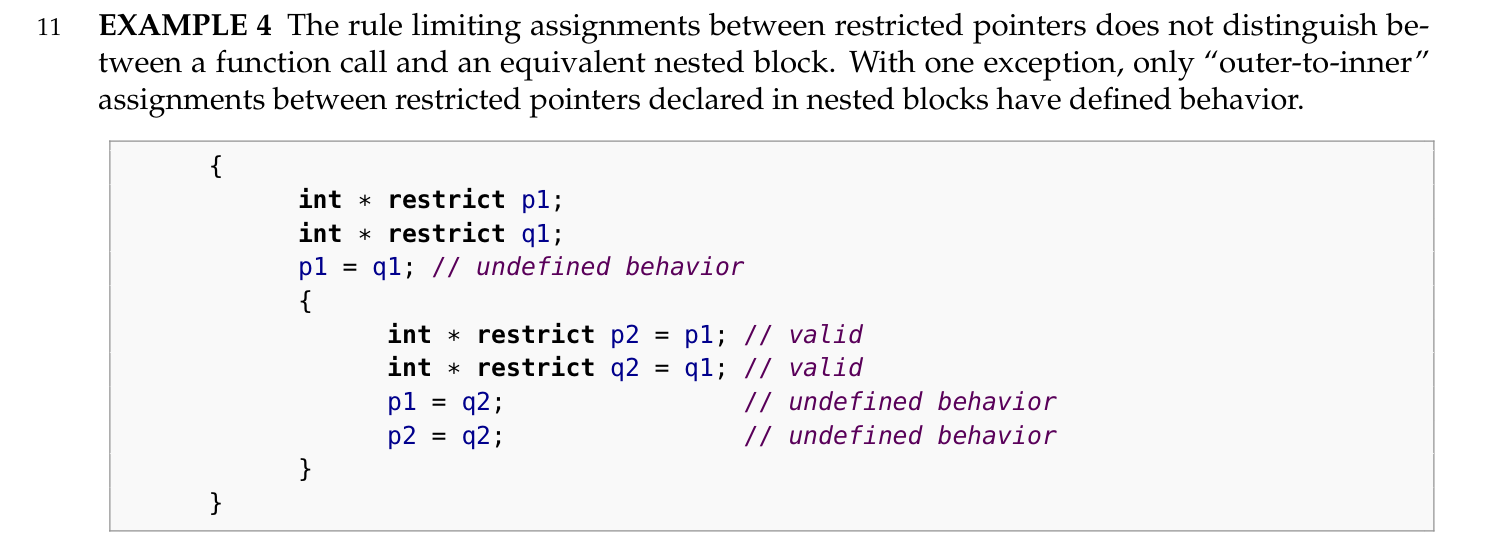 11 EXAMPLE 4 The rule limiting assignments between restricted pointers does not distinguish be-
tween a function call and an equivalent nested block. With one exception, only “outer-to-inner”
assignments between restricted pointers declared in nested blocks have defined behavior.
{
int * restrict p1;
int * restrict q1;
p1 = q1; // undefined behavior
{
int * restrict p2 = p1; // valid
int * restrict q2 = q1; // valid
p1 = q2; // undefined behavior
p2 = q2; // undefined behavior
}
}